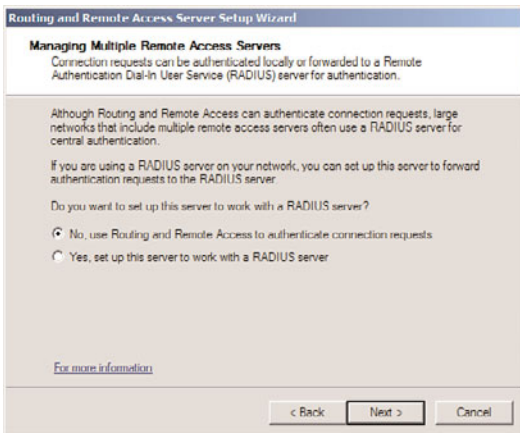 Routing and Remote Access Server Setup Wizard
Managing Multiple Remote Access Servers
Connection requests can be authenticated locally or forwarded to a Remote
Authentication Dial-In User Service (RADIUS) server for authentication.
Although Routing and Remote Access can authenticate connection requests, large
networks that include multiple remote access servers often use a RADIUS server for
central authentication.
If you are using a RADIUS server on your network, you can set up this server to forward
authentication requests to the RADIUS server.
Do you want to set up this server to work with a RADIUS server?
No, use Routing and Remote Access to authenticate connection requests
Yes, set up this server to work with a RADIUS server
For more information
< Back Next > Cancel